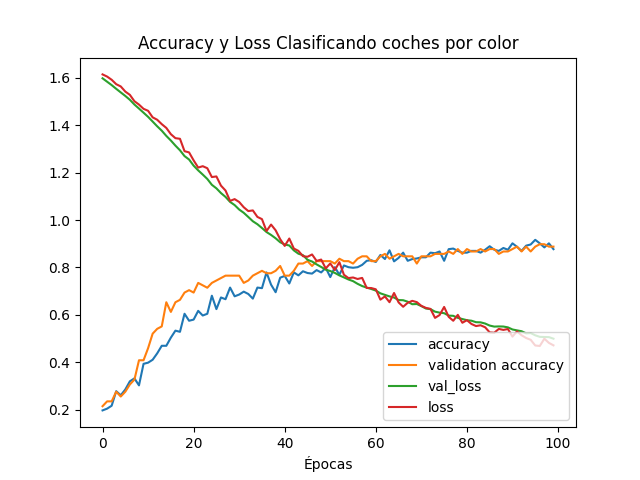 Accuracy y Loss Clasificando coches por color
1.6
1.4
1.2
1.0
0.8
0.6
0.4
0.2
accuracy
validation accuracy
val_loss
loss
0 20 40 60 80 100
Épocas